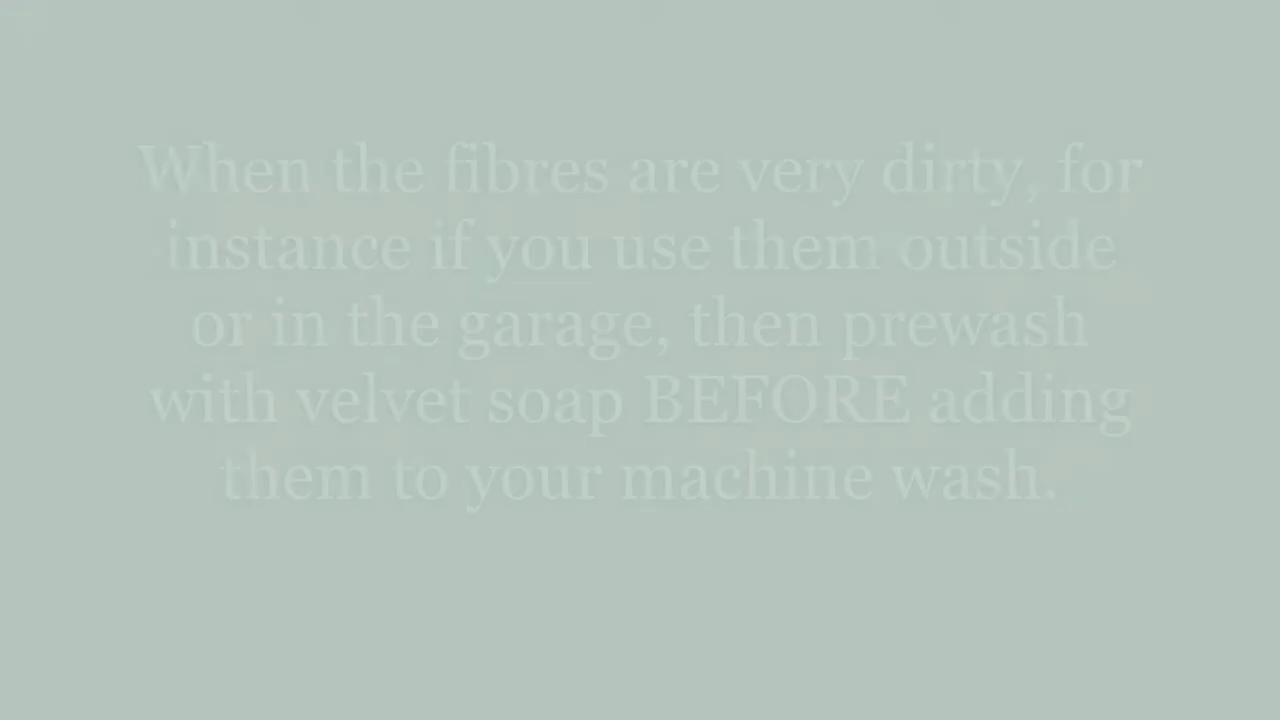 When the fibres are very dirty, for
instance if you use them outside
or in the garage, then prewash
with velvet soap BEFORE adding
them to your machine wash.